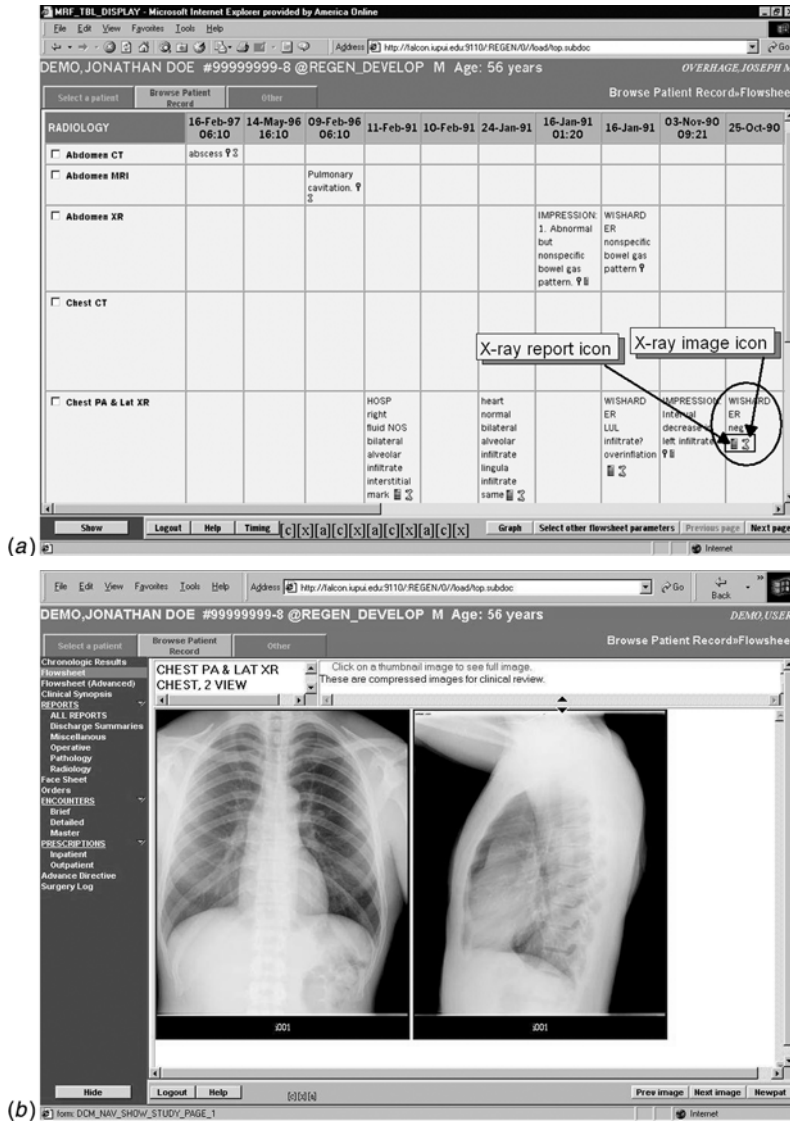 MRF_TBL_DISPLAY - Microsoft Internet Explorer provided by America Online
File Edit View Favorites Tools Help
Address http://falcon.iupui.edu:9110/:REGEN/0//load/top.subdoc Go
DEMO,JONATHAN DOE #99999999-8 @REGEN_DEVELOP M Age: 56 years OVERHAGE,JOSEPH M
Select a patient Browse Patient Record Other Browse Patient Record»Flowshee
RADIOLOGY 16-Feb-97 06:10 14-May-96 16:10 09-Feb-96 06:10 11-Feb-91 10-Feb-91 24-Jan-91 16-Jan-91 01:20 16-Jan-91 03-Nov-90 09:21 25-Oct-90
Abdomen CT abscess
Abdomen MRI Pulmonary cavitation.
Abdomen XR IMPRESSION: 1. Abnormal but nonspecific bowel gas pattern. WISHARD ER nonspecific bowel gas pattern
Chest CT
X-ray report icon X-ray image icon
Chest PA & Lat XR HOSP right fluid NOS bilateral alveolar infiltrate interstitial mark heart normal bilateral alveolar infiltrate lingula infiltrate same WISHARD ER LUL infiltrate? overinflation IMPRESSION: Interval decrease left infiltrate WISHARD ER neg
Show Logout Help Timing [c][x][a][c][x][a][c][x][a][c][x] Graph Select other flowsheet parameters Previous page Next page
Internet
(a)
File Edit View Favorites Tools Help Address http://falcon.iupui.edu:9110/:REGEN/0//load/top.subdoc Go Back
DEMO,JONATHAN DOE #99999999-8 @REGEN_DEVELOP M Age: 56 years DEMO,USER
Select a patient Browse Patient Record Other Browse Patient Record»Flowshee
Chronologic Results
Flowsheet
Flowsheet (Advanced)
Clinical Synopsis
REPORTS
ALL REPORTS
Discharge Summaries
Miscellanous
Operative
Pathology
Radiology
Face Sheet
Orders
ENCOUNTERS
Brief
Detailed
Master
PRESCRIPTIONS
Inpatient
Outpatient
Advance Directive
Surgery Log
CHEST PA & LAT XR
CHEST, 2 VIEW
Click on a thumbnail image to see full image.
These are compressed images for clinical review.
i001 i001
Hide Logout Help [c][x][a] Prev image Next image Newpat
(b)
form: DCM_NAV_SHOW_STUDY_PAGE_1 Internet